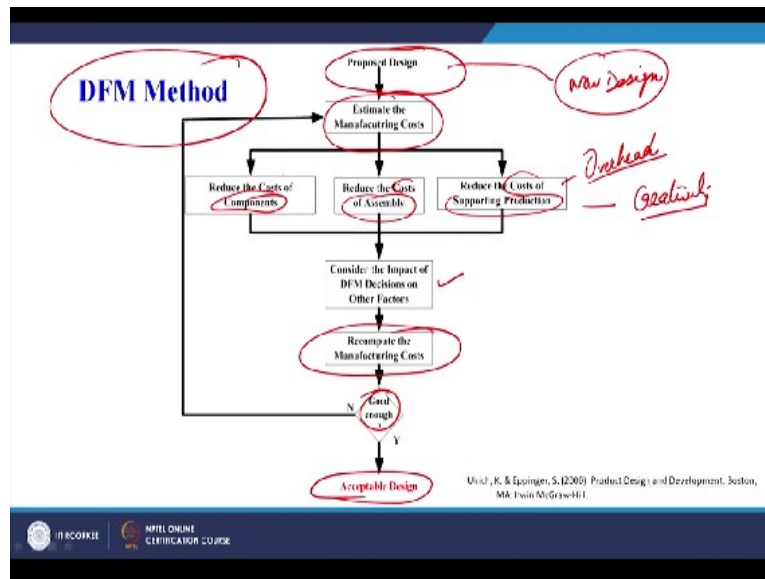 DFM Method
Proposed Design
New Design
Estimate the
Manafacutring Costs
Overhead
Reduce the Costs of
Components
Reduce the Costs
of Assembly
Reduce the Costs of
Supporting Production
Creativity
Consider the Impact of
DFM Decisions on
Other Factors
Recompute the
Manufacturing Costs
Good
enough
N
Y
Acceptable Design
Ulrich, K. & Eppinger, S. (2000) Product Design and Development. Boston,
MA. Irwin McGraw-Hill.
IIT ROORKEE
NPTEL ONLINE
CERTIFICATION COURSE